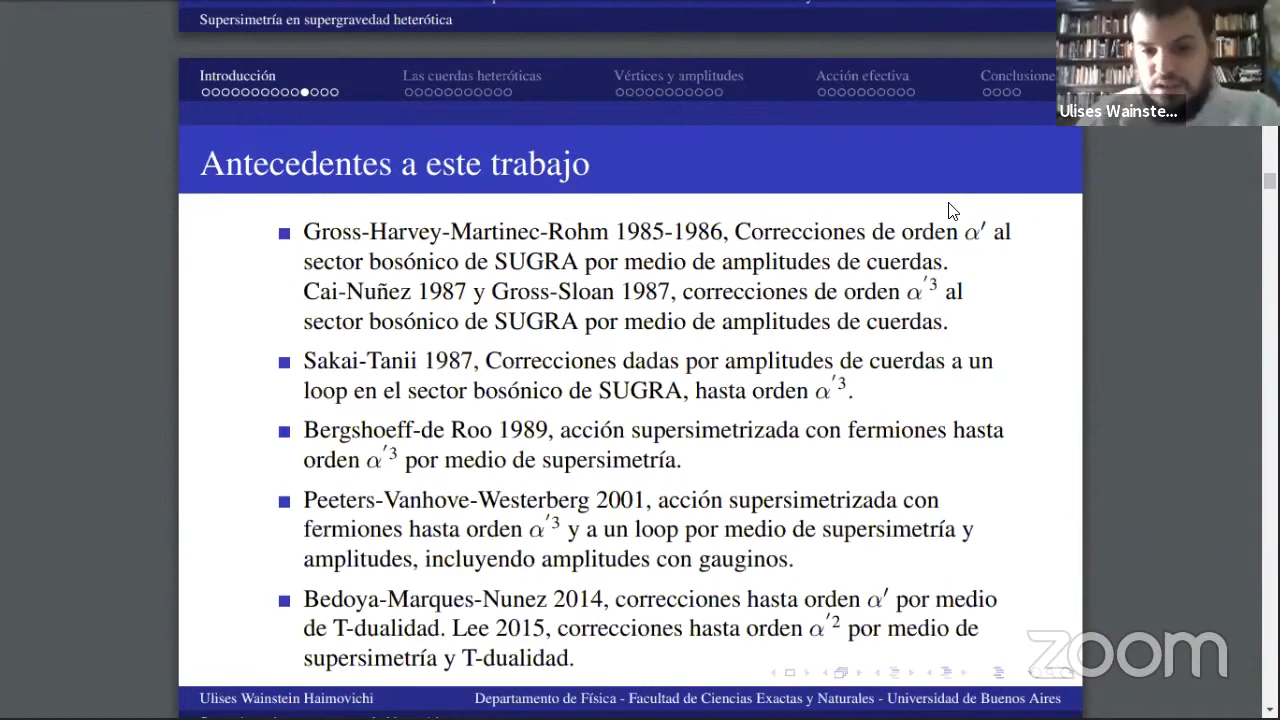 Supersimetría en supergravedad heterótica
Ulises Wainste...
Introducción
Las cuerdas heteróticas
Vértices y amplitudes
Acción efectiva
Conclusione
Antecedentes a este trabajo
Gross-Harvey-Martinec-Rohm 1985-1986, Correcciones de orden α′ al
sector bosónico de SUGRA por medio de amplitudes de cuerdas.
Cai-Nuñez 1987 y Gross-Sloan 1987, correcciones de orden α′³ al
sector bosónico de SUGRA por medio de amplitudes de cuerdas.
Sakai-Tanii 1987, Correcciones dadas por amplitudes de cuerdas a un
loop en el sector bosónico de SUGRA, hasta orden α′³.
Bergshoeff-de Roo 1989, acción supersimetrizada con fermiones hasta
orden α′³ por medio de supersimetría.
Peeters-Vanhove-Westerberg 2001, acción supersimetrizada con
fermiones hasta orden α′³ y a un loop por medio de supersimetría y
amplitudes, incluyendo amplitudes con gauginos.
Bedoya-Marques-Nunez 2014, correcciones hasta orden α′ por medio
de T-dualidad. Lee 2015, correcciones hasta orden α′² por medio de
supersimetría y T-dualidad.
zoom
Ulises Wainstein Haimovichi
Departamento de Física - Facultad de Ciencias Exactas y Naturales - Universidad de Buenos Aires